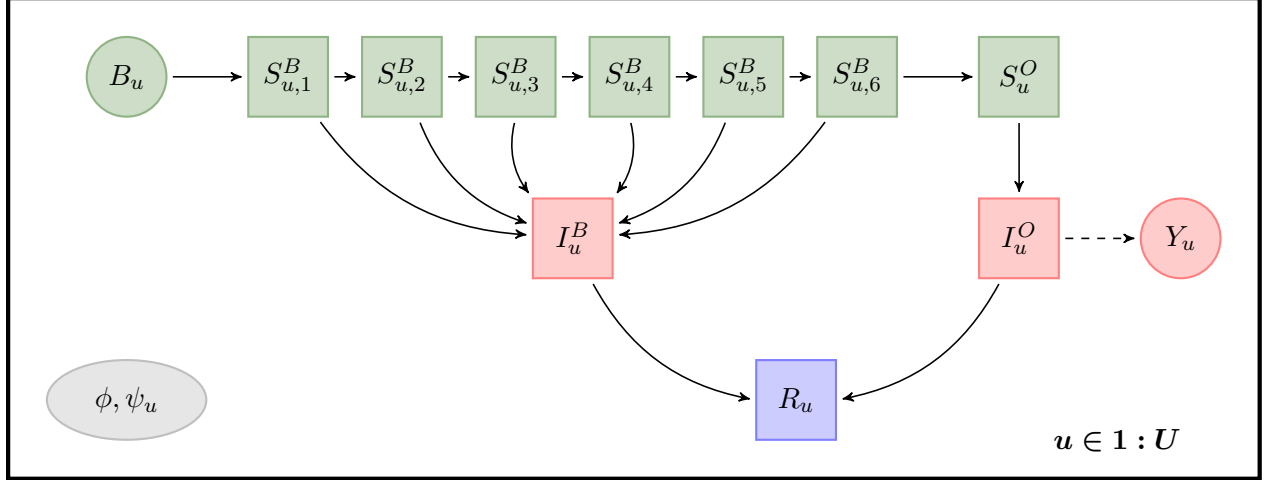 B_u S^B_{u,1} S^B_{u,2} S^B_{u,3} S^B_{u,4} S^B_{u,5} S^B_{u,6} S^O_u
I^B_u I^O_u Y_u
ϕ, ψ_u R_u
u ∈ 1 : U